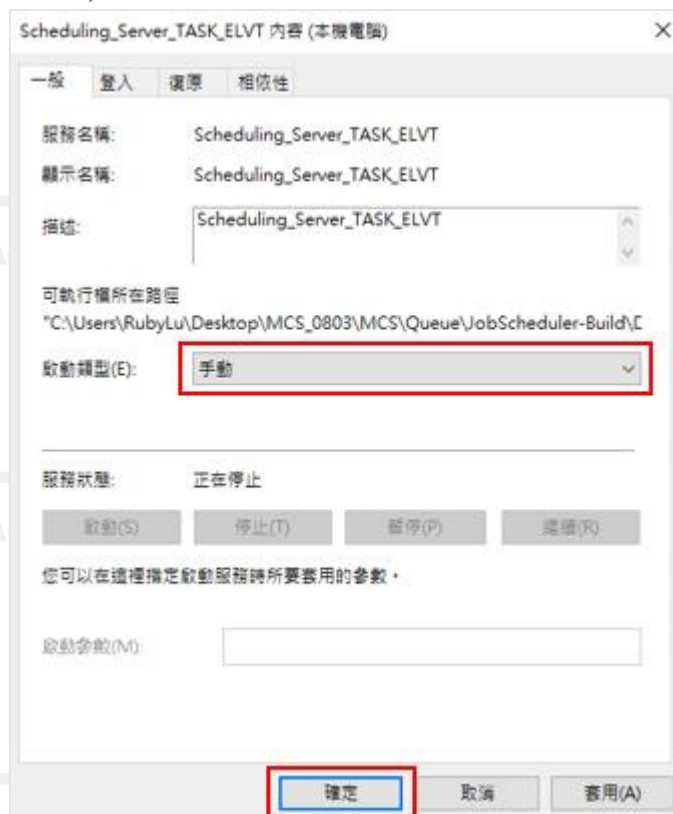 Scheduling_Server_TASK_ELVT 內容 (本機電腦)
一般 登入 復原 相依性
服務名稱: Scheduling_Server_TASK_ELVT
顯示名稱: Scheduling_Server_TASK_ELVT
描述: Scheduling_Server_TASK_ELVT
可執行檔所在路徑
"C:\Users\RubyLu\Desktop\MCS_0803\MCS\Queue\JobScheduler-Build\D
啟動類型(E): 手動
服務狀態: 正在停止
啟動(S) 停止(T) 暫停(P) 繼續(R)
您可以在這裡指定啟動服務時所要套用的參數。
啟動參數(M):
確定 取消 套用(A)